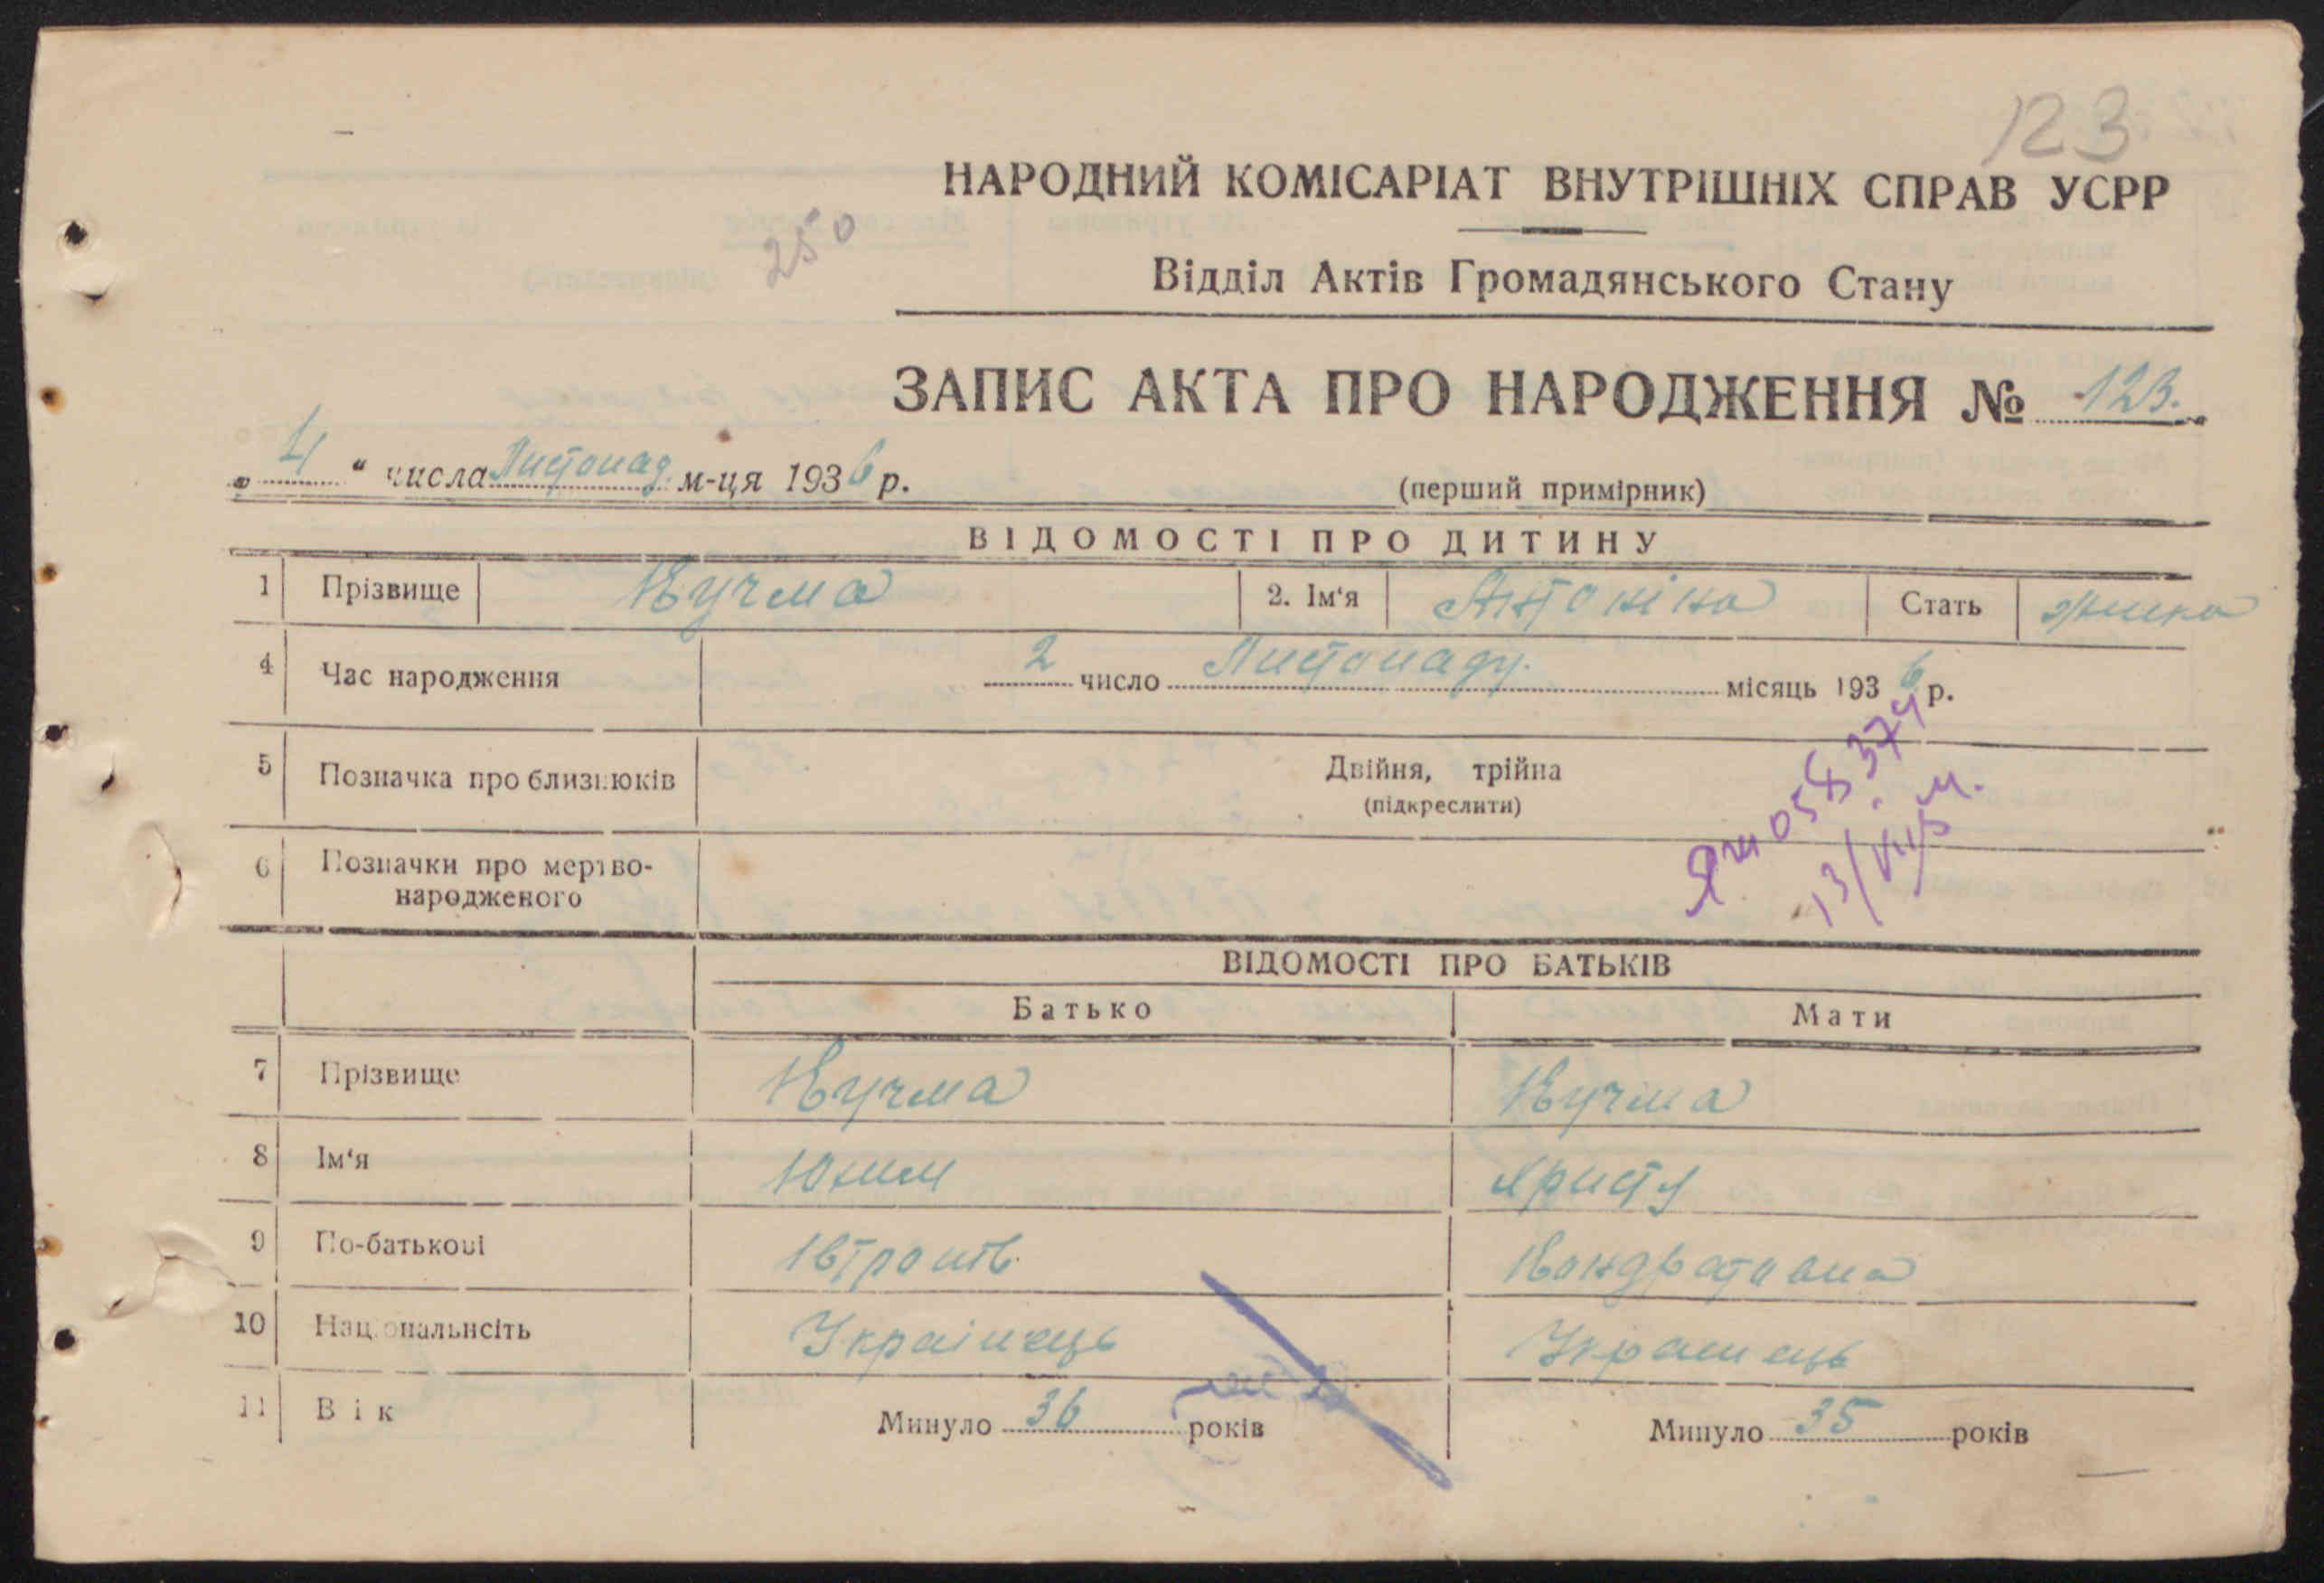 123
НАРОДНИЙ КОМІСАРІАТ ВНУТРІШНІХ СПРАВ УСРР
250
Відділ Актів Громадянського Стану
ЗАПИС АКТА ПРО НАРОДЖЕННЯ № 123.
„ 4 “ числа Листопад. м-ця 1936 р.
(перший примірник)
ВІДОМОСТІ ПРО ДИТИНУ
1 Прізвище Кучма 2. Ім‘я Антоніна Стать жінка
4 Час народження 2 число Листопаду. місяць 1936 р.
5 Позначка про близнюків Двійня, трійня
(підкреслити)
6 Позначки про мертво-
народженого
ВІДОМОСТІ ПРО БАТЬКІВ
Батько Мати
7 Прізвище Кучма Кучма
8 Ім‘я Юхим Христя
9 По-батькові Кондратовна
10 Національність Українець Українець
11 Вік Минуло 36 років Минуло 35 років